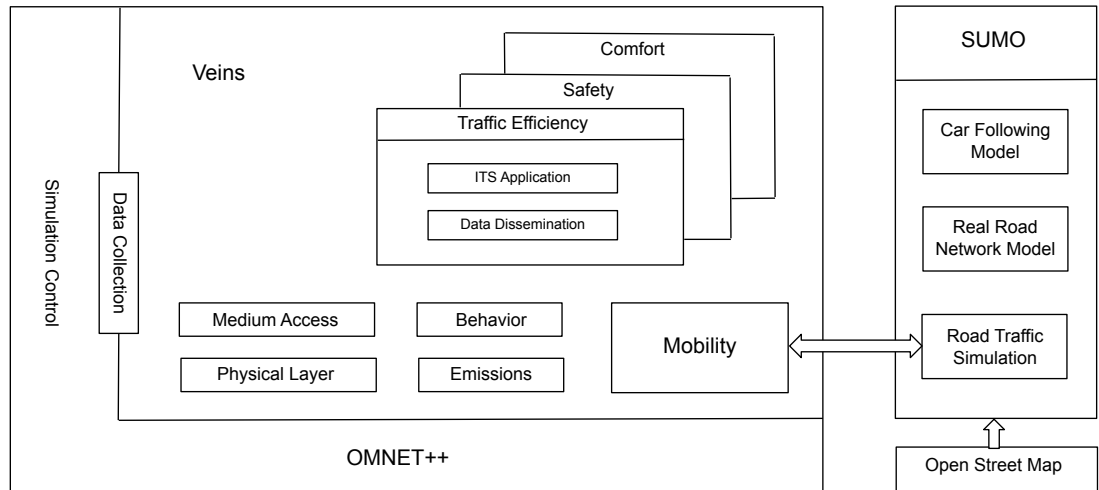 Veins
Comfort
Safety
Traffic Efficiency
ITS Application
Data Dissemination
Simulation Control
Data Collection
Medium Access
Behavior
Physical Layer
Emissions
Mobility
OMNET++
SUMO
Car Following
Model
Real Road
Network Model
Road Traffic
Simulation
Open Street Map